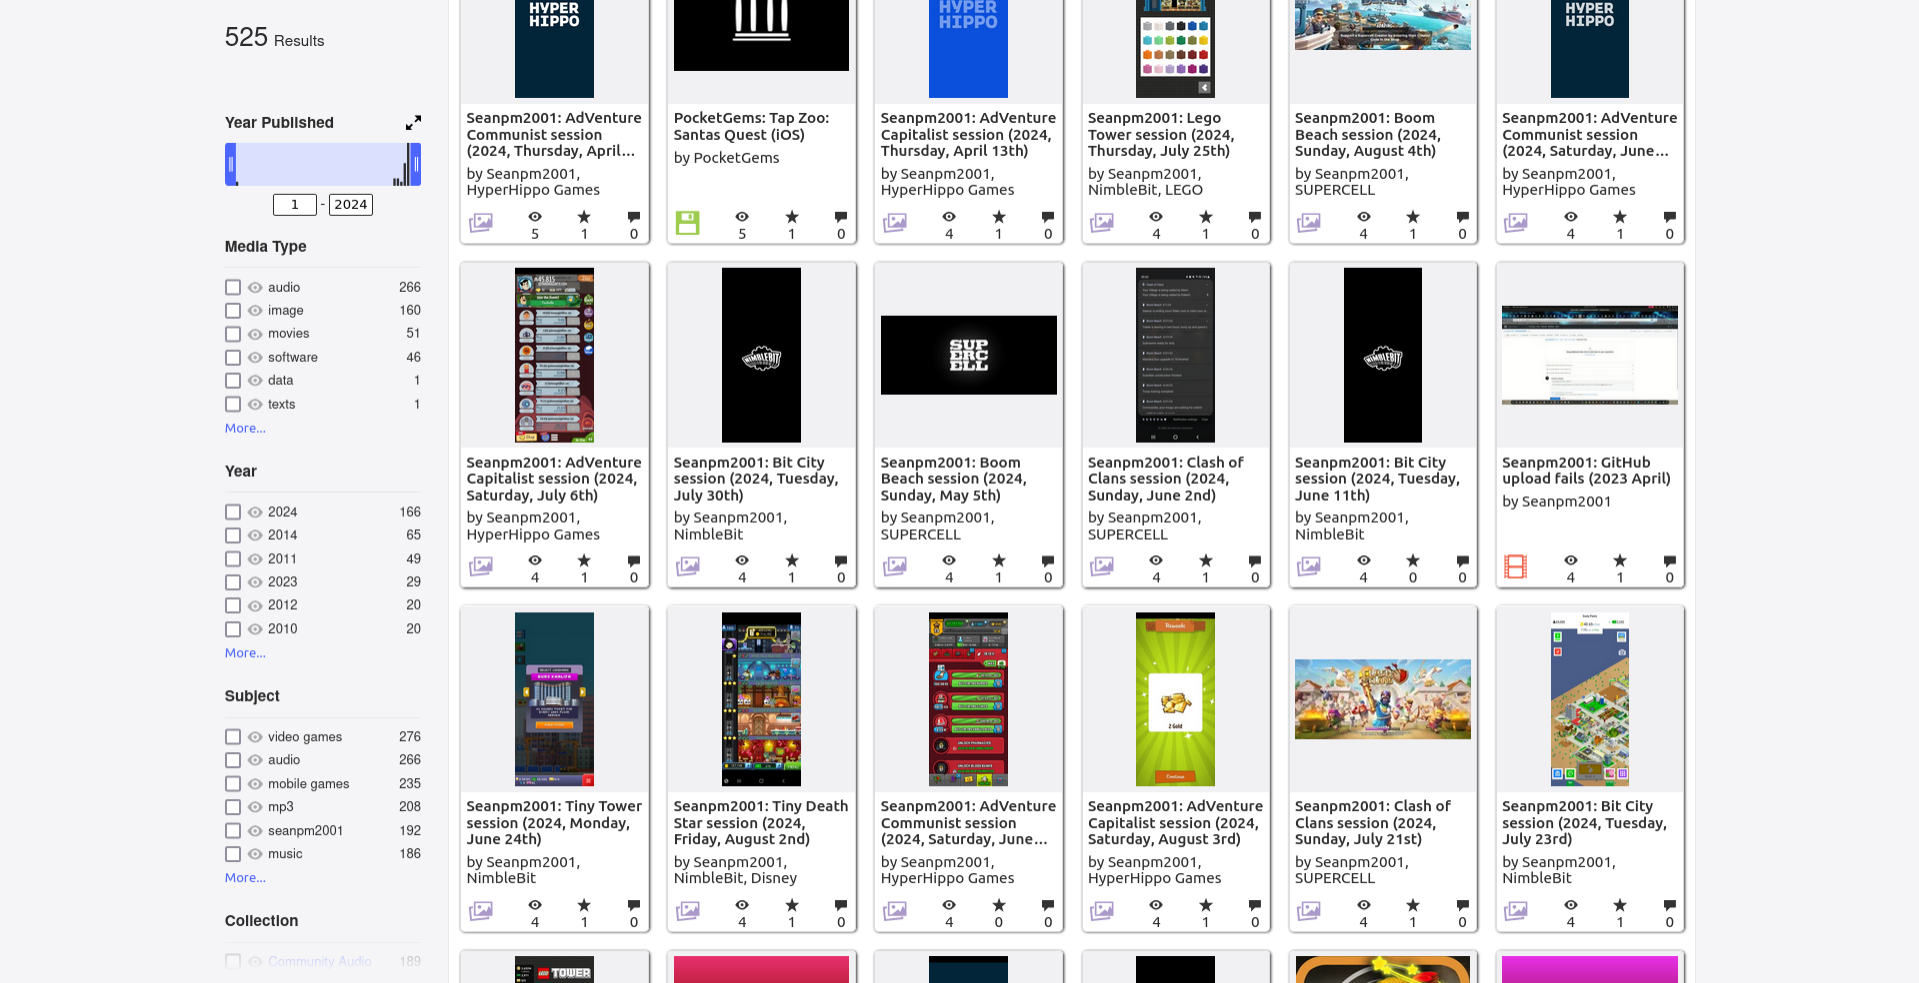 525 Results
Year Published
1 - 2024
Media Type
audio 266
image 160
movies 51
software 46
data 1
texts 1
More...
Year
2024 166
2014 65
2011 49
2023 29
2012 20
2010 20
More...
Subject
video games 276
audio 266
mobile games 235
mp3 208
seanpm2001 192
music 186
More...
Collection
Community Audio 189
HYPER
HIPPO
Seanpm2001: AdVenture
Communist session
(2024, Thursday, April...
by Seanpm2001,
HyperHippo Games
5 1 0
PocketGems: Tap Zoo:
Santas Quest (iOS)
by PocketGems
5 1 0
HYPER
HIPPO
Seanpm2001: AdVenture
Capitalist session (2024,
Thursday, April 13th)
by Seanpm2001,
HyperHippo Games
4 1 0
Seanpm2001: Lego
Tower session (2024,
Thursday, July 25th)
by Seanpm2001,
NimbleBit, LEGO
4 1 0
Seanpm2001: Boom
Beach session (2024,
Sunday, August 4th)
by Seanpm2001,
SUPERCELL
4 1 0
HYPER
HIPPO
Seanpm2001: AdVenture
Communist session
(2024, Saturday, June...
by Seanpm2001,
HyperHippo Games
4 1 0
Seanpm2001: AdVenture
Capitalist session (2024,
Saturday, July 6th)
by Seanpm2001,
HyperHippo Games
4 1 0
NIMBLEBIT
Seanpm2001: Bit City
session (2024, Tuesday,
July 30th)
by Seanpm2001,
NimbleBit
4 1 0
SUP
ERC
ELL
Seanpm2001: Boom
Beach session (2024,
Sunday, May 5th)
by Seanpm2001,
SUPERCELL
4 1 0
Seanpm2001: Clash of
Clans session (2024,
Sunday, June 2nd)
by Seanpm2001,
SUPERCELL
4 1 0
NIMBLEBIT
Seanpm2001: Bit City
session (2024, Tuesday,
June 11th)
by Seanpm2001,
NimbleBit
4 0 0
Seanpm2001: GitHub
upload fails (2023 April)
by Seanpm2001
4 1 0
Seanpm2001: Tiny Tower
session (2024, Monday,
June 24th)
by Seanpm2001,
NimbleBit
4 1 0
Seanpm2001: Tiny Death
Star session (2024,
Friday, August 2nd)
by Seanpm2001,
NimbleBit, Disney
4 1 0
Seanpm2001: AdVenture
Communist session
(2024, Saturday, June...
by Seanpm2001,
HyperHippo Games
4 0 0
Rewards
2 Gold
Continue
Seanpm2001: AdVenture
Capitalist session (2024,
Saturday, August 3rd)
by Seanpm2001,
HyperHippo Games
4 1 0
Seanpm2001: Clash of
Clans session (2024,
Sunday, July 21st)
by Seanpm2001,
SUPERCELL
4 1 0
Seanpm2001: Bit City
session (2024, Tuesday,
July 23rd)
by Seanpm2001,
NimbleBit
4 1 0
LEGO TOWER